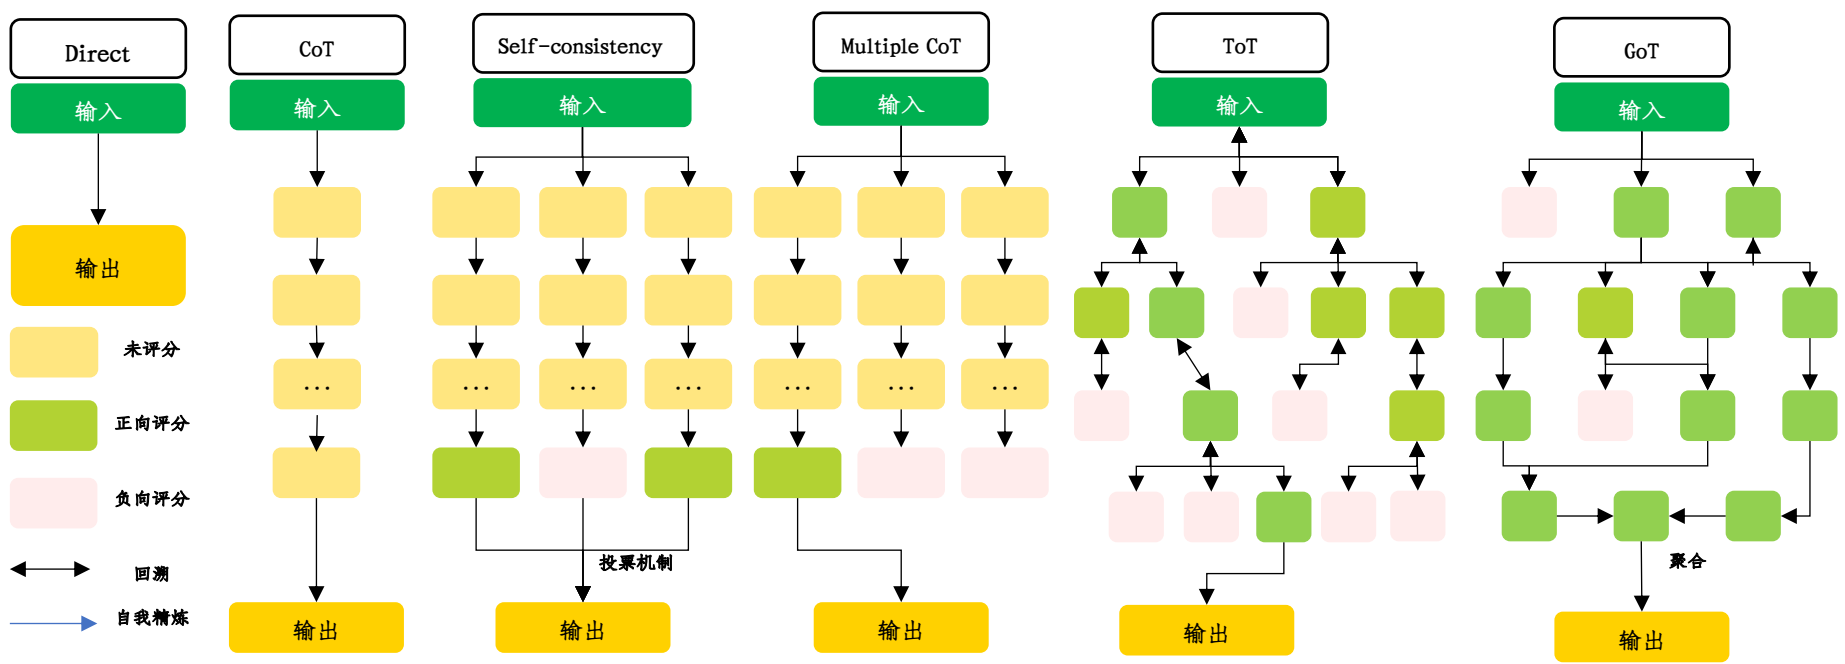 Direct
CoT
Self-consistency
Multiple CoT
ToT
GoT
输入
输入
输入
输入
输入
输入
输出
未评分
正向评分
负向评分
回溯
自我精炼
...
...
...
...
...
...
...
投票机制
聚合
输出
输出
输出
输出
输出